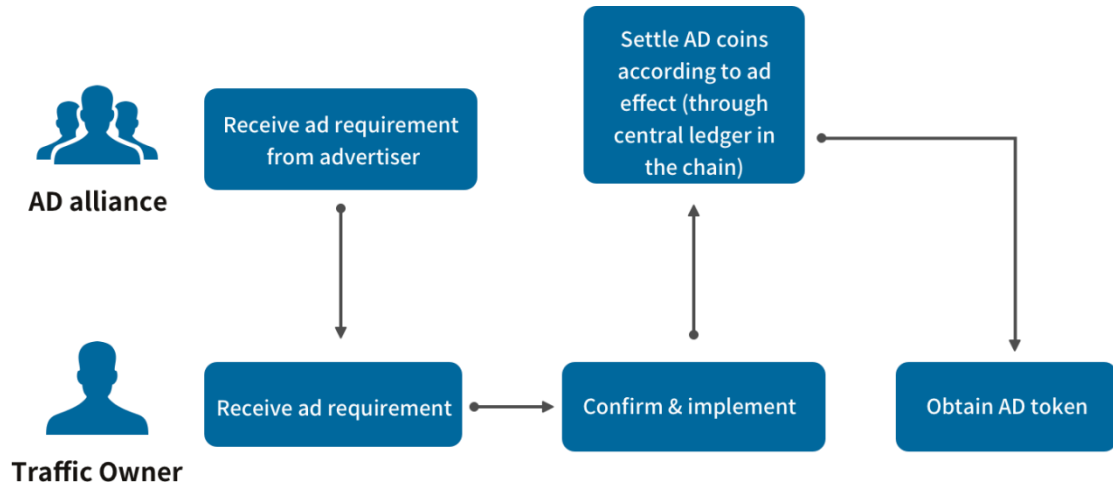 Settle AD coins
according to ad
effect (through
central ledger in
the chain)
Receive ad requirement
from advertiser
AD alliance
Receive ad requirement
Confirm & implement
Obtain AD token
Traffic Owner